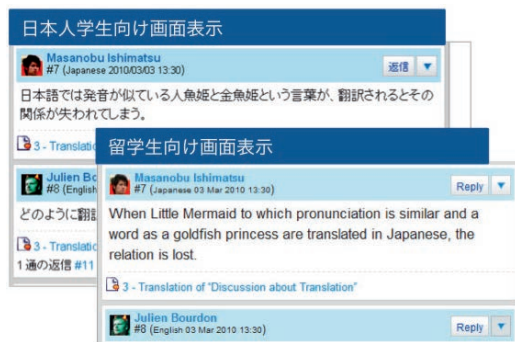 日本人学生向け画面表示
Masanobu Ishimatsu
#7 (Japanese 2010/03/03 13:30)
返信
日本語では発音が似ている人魚姫と金魚姫という言葉が、翻訳されるとその
関係が失われてしまう。
3 - Translatio
Julien Bo
#8 (English
どのように翻訳
3 - Translatio
1 通の返信 #11
留学生向け画面表示
Masanobu Ishimatsu
#7 (Japanese 03 Mar 2010 13:30)
Reply
When Little Mermaid to which pronunciation is similar and a
word as a goldfish princess are translated in Japanese, the
relation is lost.
3 - Translation of "Discussion about Translation"
Julien Bourdon
#8 (English 03 Mar 2010 13:30)
Reply